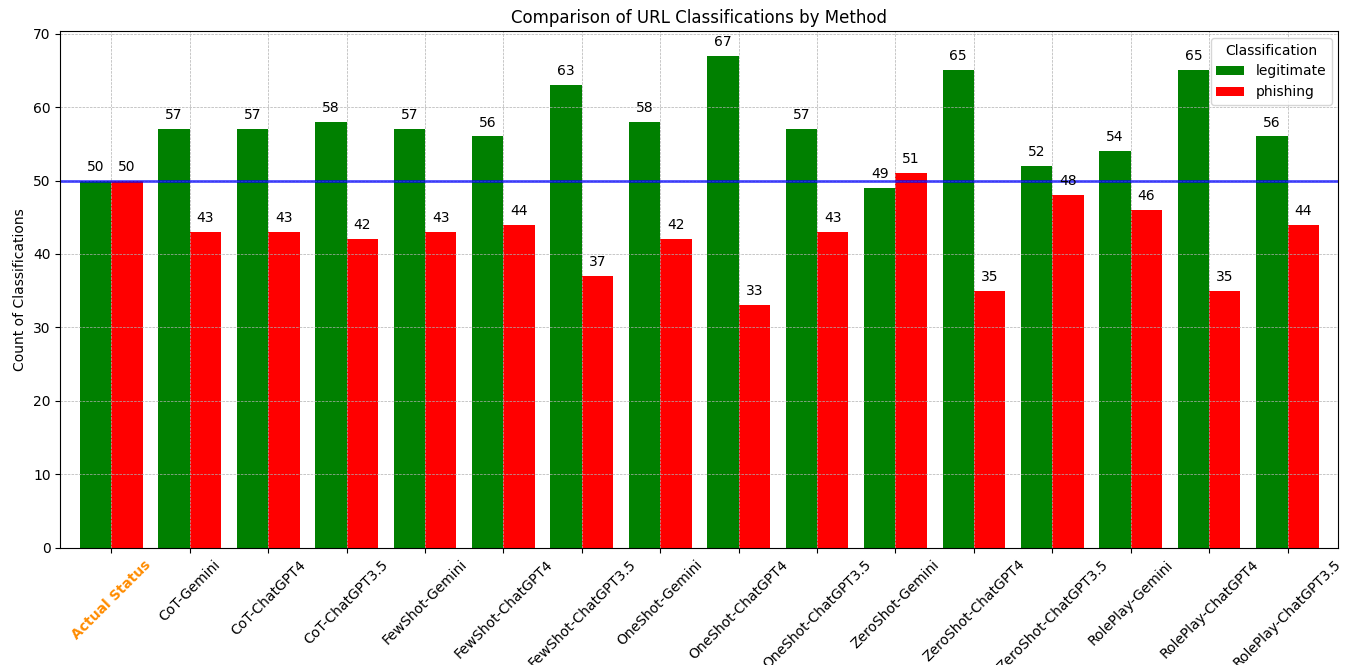 Comparison of URL Classifications by Method
Classification
legitimate
phishing
Count of Classifications
70
60
50
40
30
20
10
0
50 50
57 43
57 43
58 42
57 43
56 44
63 37
58 42
67 33
57 43
49 51
65 35
52 48
54 46
65 35
56 44
Actual Status
CoT-Gemini
CoT-ChatGPT4
CoT-ChatGPT3.5
FewShot-Gemini
FewShot-ChatGPT4
FewShot-ChatGPT3.5
OneShot-Gemini
OneShot-ChatGPT4
OneShot-ChatGPT3.5
ZeroShot-Gemini
ZeroShot-ChatGPT4
ZeroShot-ChatGPT3.5
RolePlay-Gemini
RolePlay-ChatGPT4
RolePlay-ChatGPT3.5